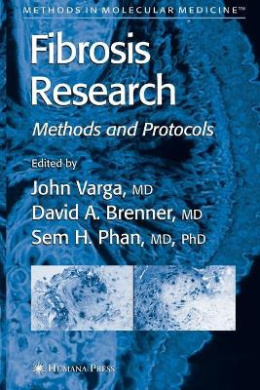 METHODS IN MOLECULAR MEDICINE™
Fibrosis
Research
Methods and Protocols
Edited by
John Varga, MD
David A. Brenner, MD
Sem H. Phan, MD, PhD
HUMANA PRESS